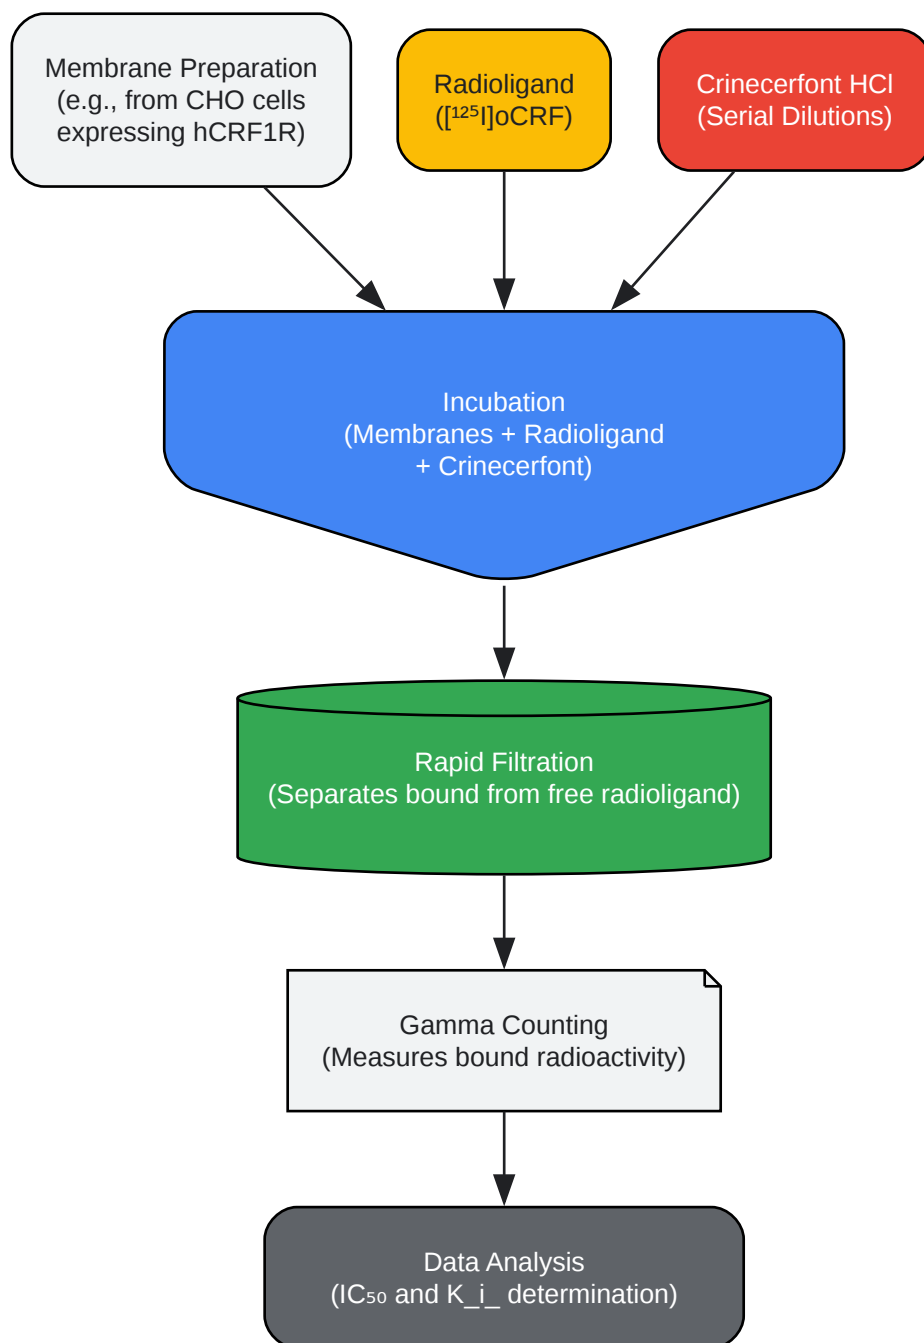 Membrane Preparation
(e.g., from CHO cells
expressing hCRF1R)
Radioligand
([¹²⁵I]oCRF)
Crinecerfont HCl
(Serial Dilutions)
Incubation
(Membranes + Radioligand
+ Crinecerfont)
Rapid Filtration
(Separates bound from free radioligand)
Gamma Counting
(Measures bound radioactivity)
Data Analysis
(IC₅₀ and K_i_ determination)